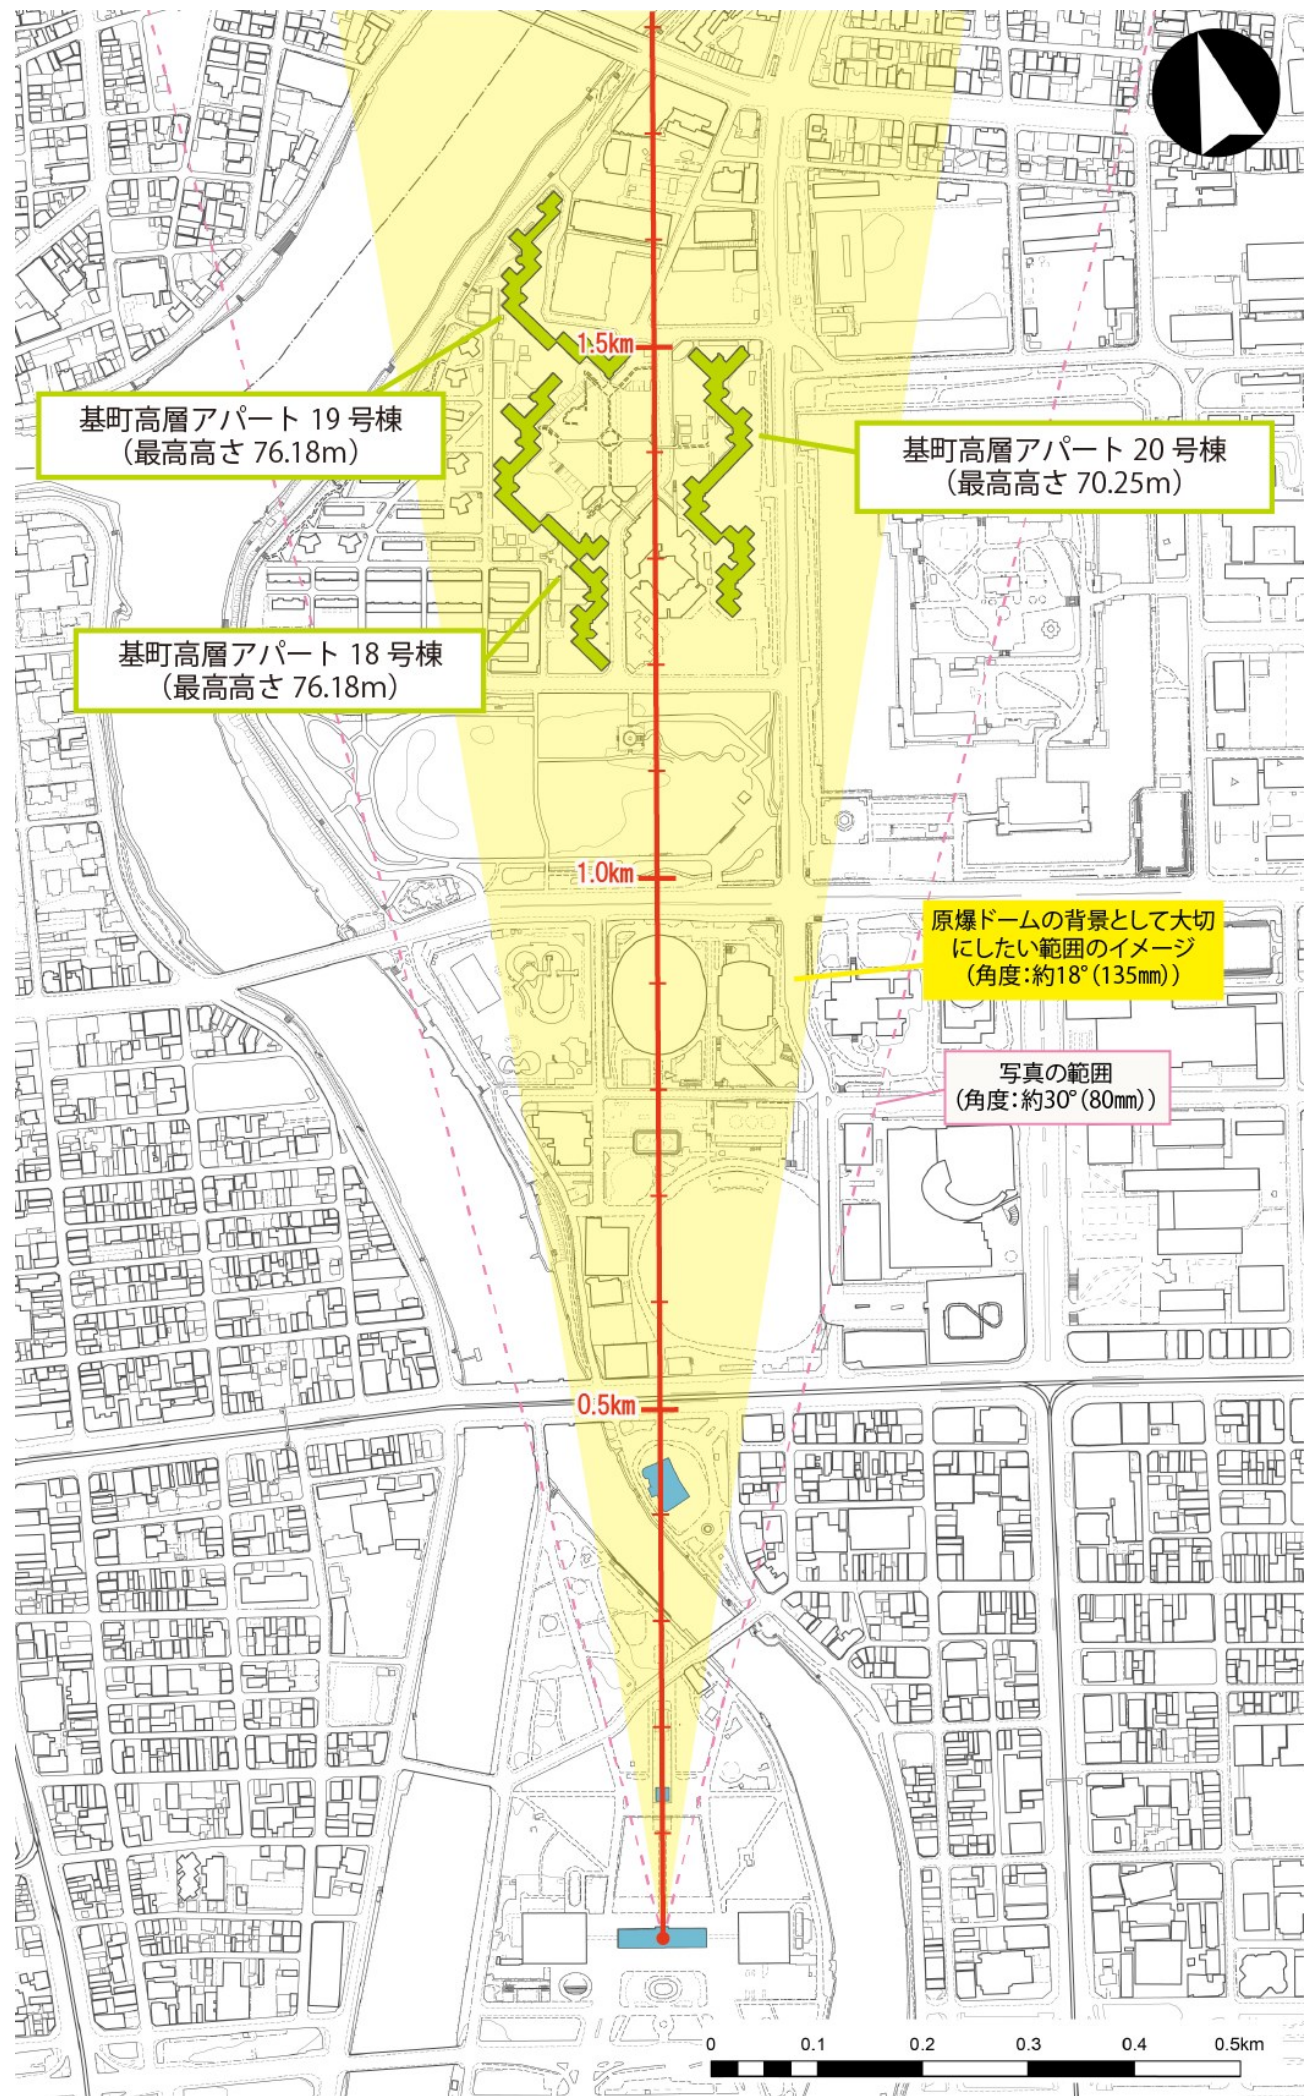 1.5km
基町高層アパート 19 号棟
（最高高さ 76.18m）
基町高層アパート 20 号棟
（最高高さ 70.25m）
基町高層アパート 18 号棟
（最高高さ 76.18m）
1.0km
原爆ドームの背景として大切
にしたい範囲のイメージ
（角度：約18°（135㎜））
写真の範囲
（角度：約30°（80㎜））
0.5km
0 0.1 0.2 0.3 0.4 0.5km